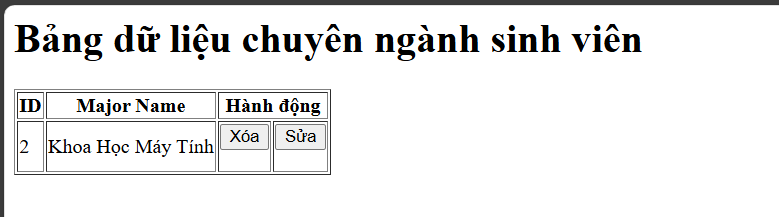 Bảng dữ liệu chuyên ngành sinh viên
ID Major Name Hành động
2 Khoa Học Máy Tính Xóa Sửa